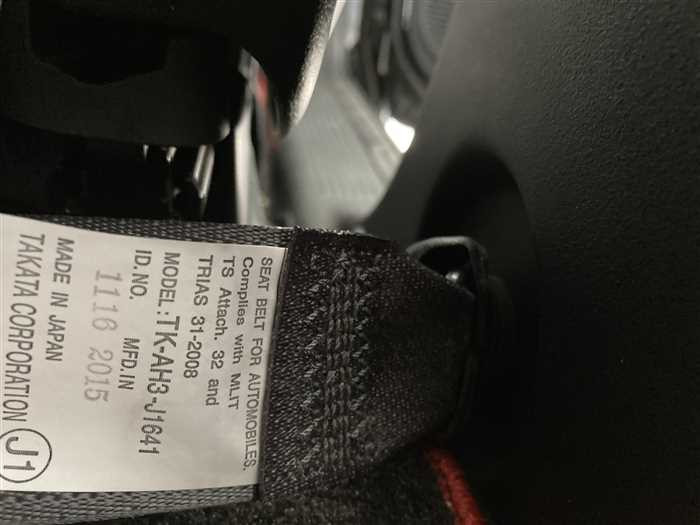 SEAT BELT FOR AUTOMOBILES.
Complies with MLIT
TS Attach. 32 and
TRIAS 31-2008
MODEL:TK-AH3-J1641
ID.NO. MFD.IN
1116 2015
MADE IN JAPAN
TAKATA CORPORATION J1